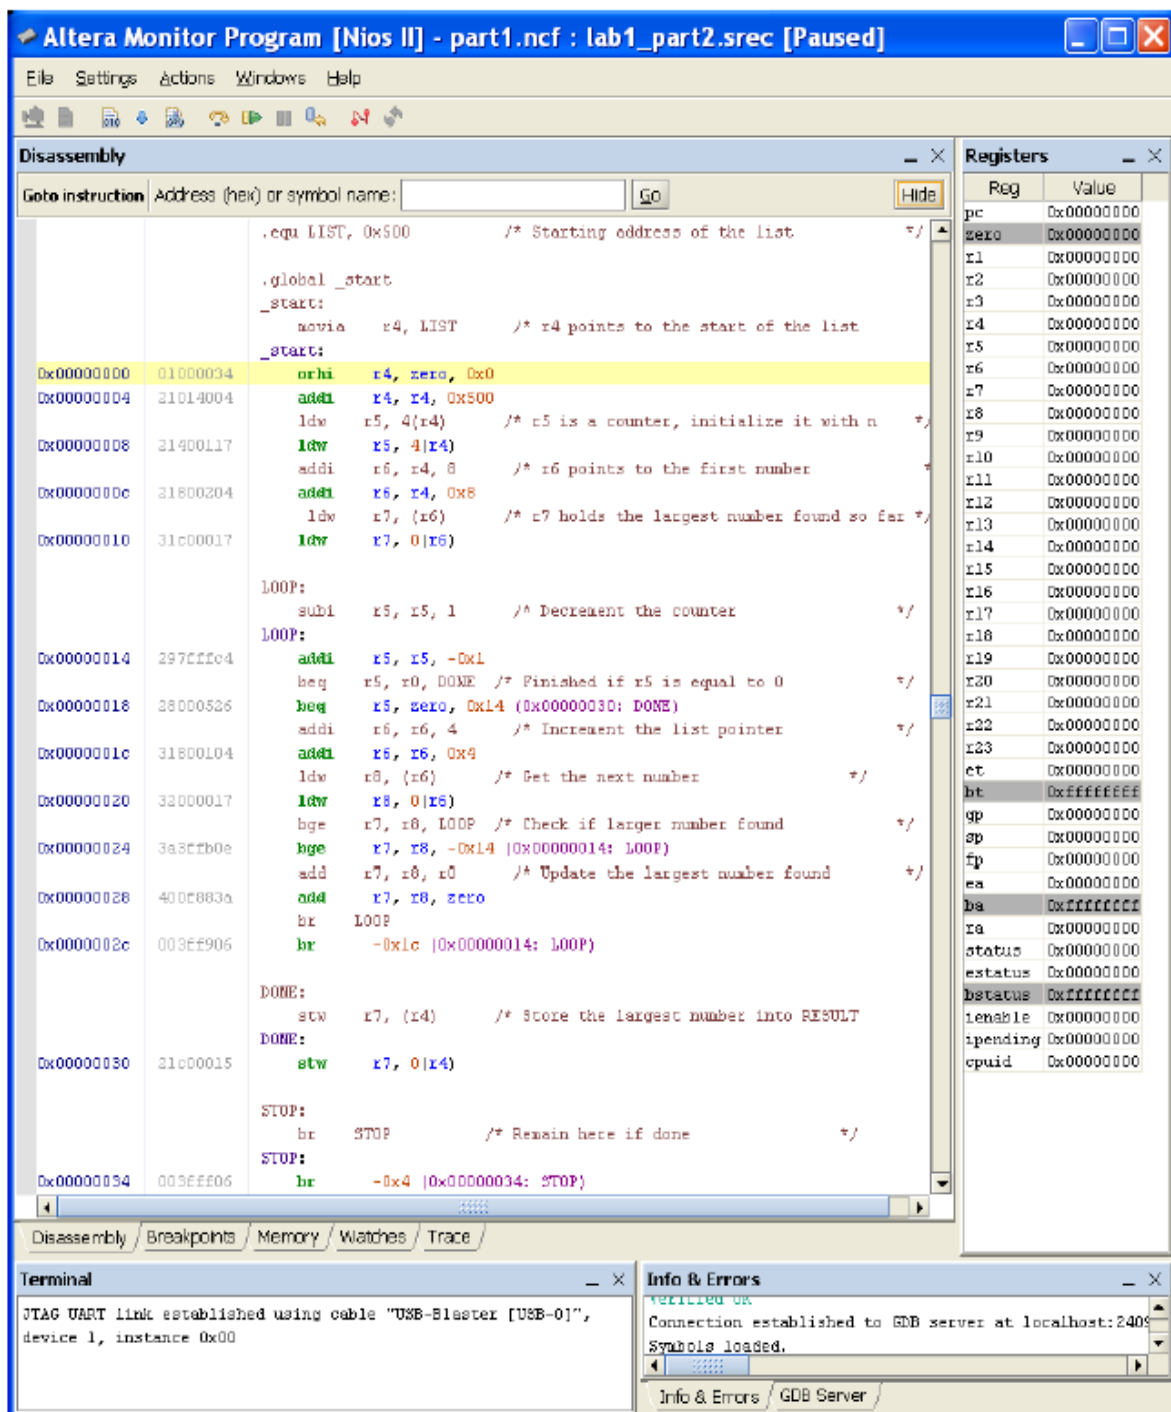 Altera Monitor Program [Nios II] - part1.ncf : lab1_part2.srec [Paused]
File Settings Actions Windows Help
Disassembly
Goto instruction Address (hex) or symbol name: Go Hide
.equ LIST, 0x500 /* Starting address of the list */
.global _start
_start:
movia r4, LIST /* r4 points to the start of the list
_start:
0x00000000 01000034 orhi r4, zero, 0x0
0x00000004 21014004 addi r4, r4, 0x500
ldw r5, 4(r4) /* r5 is a counter, initialize it with n */
0x00000008 21400117 ldw r5, 4(r4)
addi r6, r4, 8 /* r6 points to the first number *
0x0000000c 21800204 addi r6, r4, 0x8
ldw r7, (r6) /* r7 holds the largest number found so far */
0x00000010 31c00017 ldw r7, 0(r6)
LOOP:
subi r5, r5, 1 /* Decrement the counter */
LOOP:
0x00000014 297fffc4 addi r5, r5, -0x1
beq r5, r0, DONE /* Finished if r5 is equal to 0 */
0x00000018 28000526 beq r5, zero, 0x14 (0x00000030: DONE)
addi r6, r6, 4 /* Increment the list pointer */
0x0000001c 31800104 addi r6, r6, 0x4
ldw r8, (r6) /* Get the next number */
0x00000020 32000017 ldw r8, 0(r6)
bge r7, r8, LOOP /* Check if larger number found */
0x00000024 3a3ffb0e bge r7, r8, -0x14 (0x00000014: LOOP)
add r7, r8, r0 /* Update the largest number found */
0x00000028 400f883a add r7, r8, zero
br LOOP
0x0000002c 003ff906 br -0x1c (0x00000014: LOOP)
DONE:
stw r7, (r4) /* Store the largest number into RESULT
DONE:
0x00000030 21c00015 stw r7, 0(r4)
STOP:
br STOP /* Remain here if done */
STOP:
0x00000034 003fff06 br -0x4 (0x00000034: STOP)
Disassembly Breakpoints Memory Watches Trace
Registers
Reg Value
pc 0x00000000
zero 0x00000000
r1 0x00000000
r2 0x00000000
r3 0x00000000
r4 0x00000000
r5 0x00000000
r6 0x00000000
r7 0x00000000
r8 0x00000000
r9 0x00000000
r10 0x00000000
r11 0x00000000
r12 0x00000000
r13 0x00000000
r14 0x00000000
r15 0x00000000
r16 0x00000000
r17 0x00000000
r18 0x00000000
r19 0x00000000
r20 0x00000000
r21 0x00000000
r22 0x00000000
r23 0x00000000
et 0x00000000
bt 0xffffffff
gp 0x00000000
sp 0x00000000
fp 0x00000000
ea 0x00000000
ba 0xffffffff
ra 0x00000000
status 0x00000000
estatus 0x00000000
bstatus 0xffffffff
ienable 0x00000000
ipending 0x00000000
cpuid 0x00000000
Terminal
JTAG UART link established using cable "USB-Blaster [USB-0]",
device 1, instance 0x00
Info & Errors
Verified OK
Connection established to GDB server at localhost:2409
Symbols loaded.
Info & Errors GDB Server